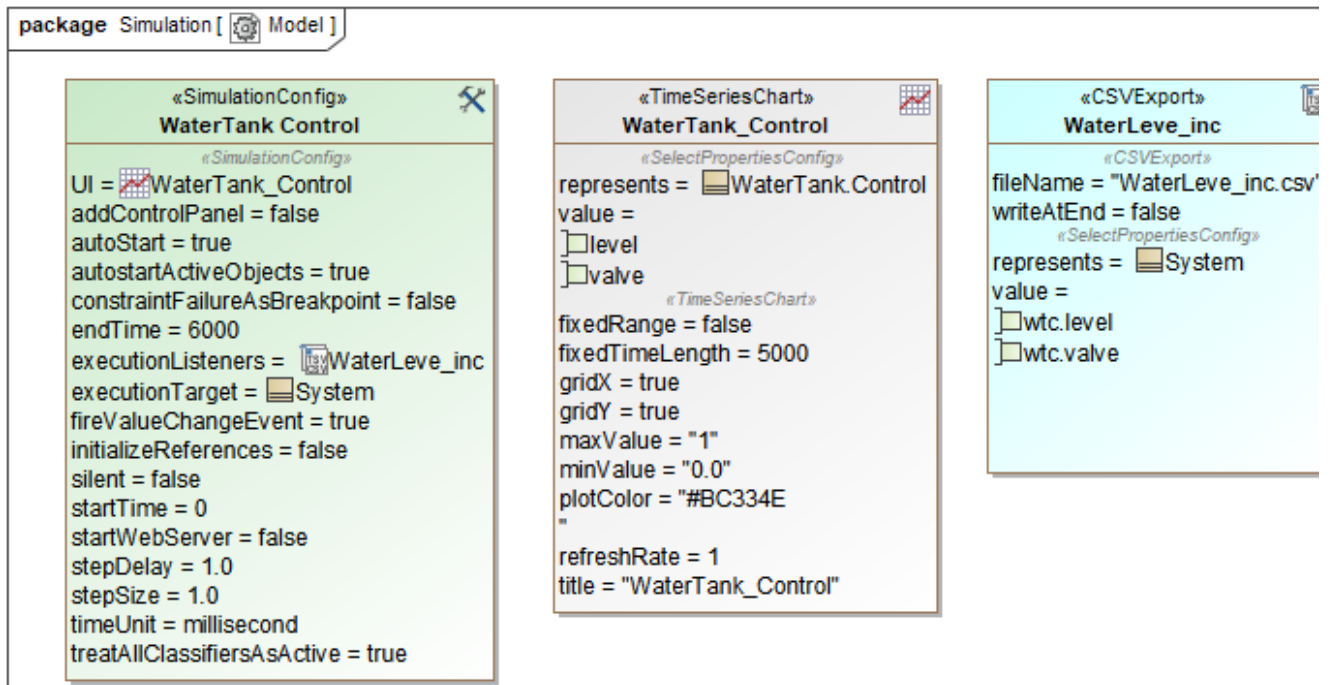 package Simulation [ Model ]
«SimulationConfig»
WaterTank Control
«SimulationConfig»
UI = WaterTank_Control
addControlPanel = false
autoStart = true
autostartActiveObjects = true
constraintFailureAsBreakpoint = false
endTime = 6000
executionListeners = WaterLeve_inc
executionTarget = System
fireValueChangeEvent = true
initializeReferences = false
silent = false
startTime = 0
startWebServer = false
stepDelay = 1.0
stepSize = 1.0
timeUnit = millisecond
treatAllClassifiersAsActive = true
«TimeSeriesChart»
WaterTank_Control
«SelectPropertiesConfig»
represents = WaterTank.Control
value =
level
valve
«TimeSeriesChart»
fixedRange = false
fixedTimeLength = 5000
gridX = true
gridY = true
maxValue = "1"
minValue = "0.0"
plotColor = "#BC334E
"
refreshRate = 1
title = "WaterTank_Control"
«CSVExport»
WaterLeve_inc
«CSVExport»
fileName = "WaterLeve_inc.csv"
writeAtEnd = false
«SelectPropertiesConfig»
represents = System
value =
wtc.level
wtc.valve